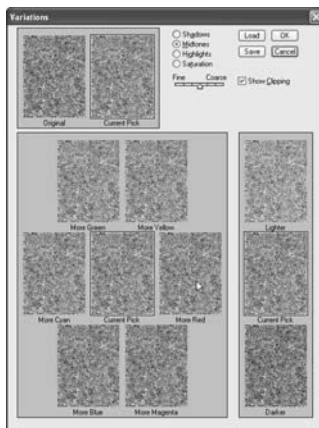 Variations
Original
Current Pick
Shadows
Midtones
Highlights
Saturation
Fine Coarse
Load
OK
Save
Cancel
Show Clipping
More Green
More Yellow
More Cyan
Current Pick
More Red
More Blue
More Magenta
Lighter
Current Pick
Darker